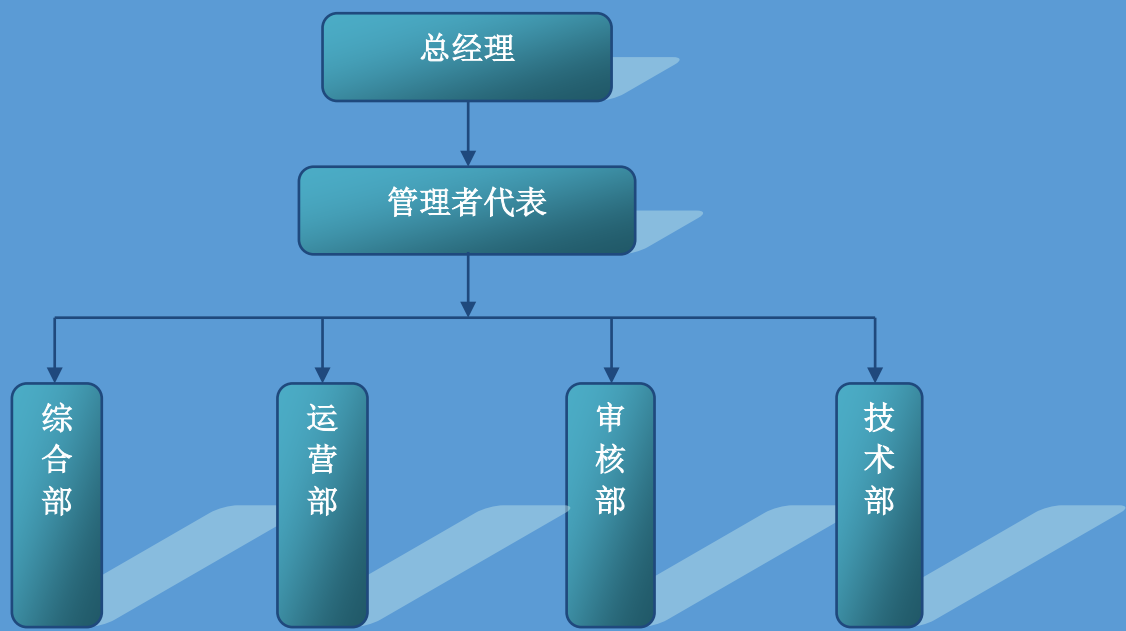 总经理
管理者代表
综合部
运营部
审核部
技术部